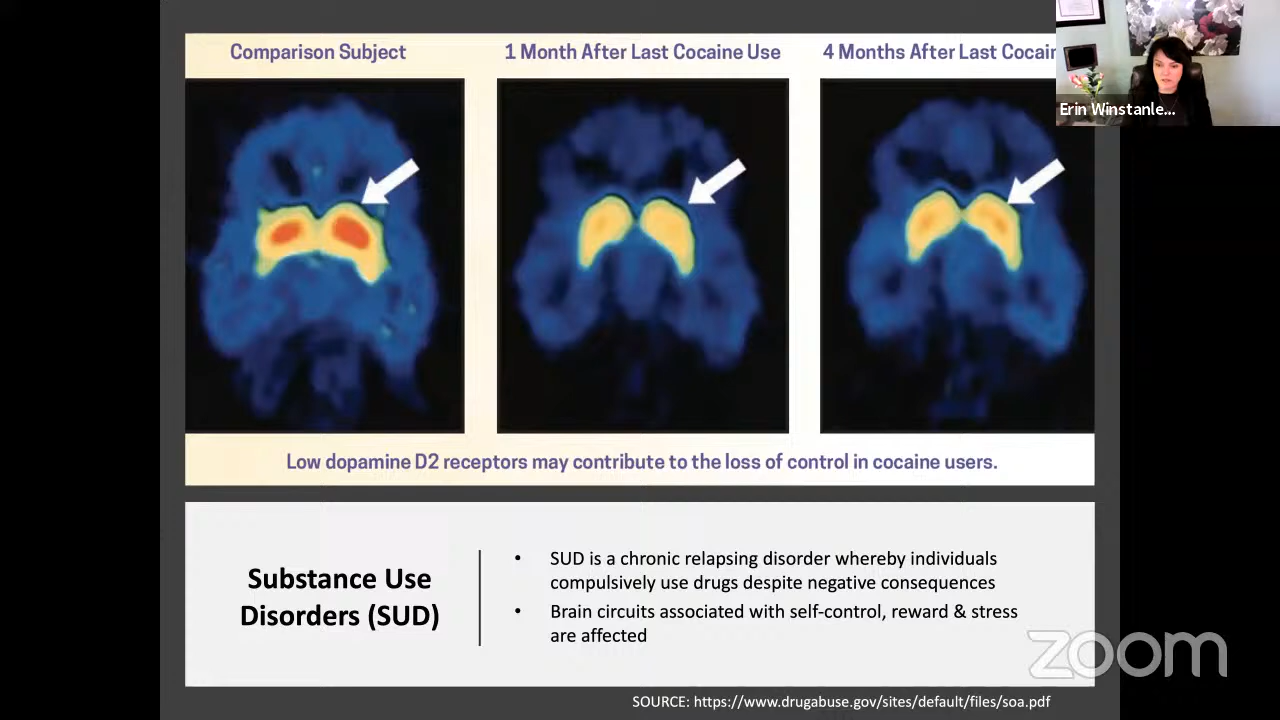 Comparison Subject
1 Month After Last Cocaine Use
4 Months After Last Cocain
Erin Winstanle...
Low dopamine D2 receptors may contribute to the loss of control in cocaine users.
Substance Use
Disorders (SUD)
• SUD is a chronic relapsing disorder whereby individuals
compulsively use drugs despite negative consequences
• Brain circuits associated with self-control, reward & stress
are affected
zoom
SOURCE: https://www.drugabuse.gov/sites/default/files/soa.pdf